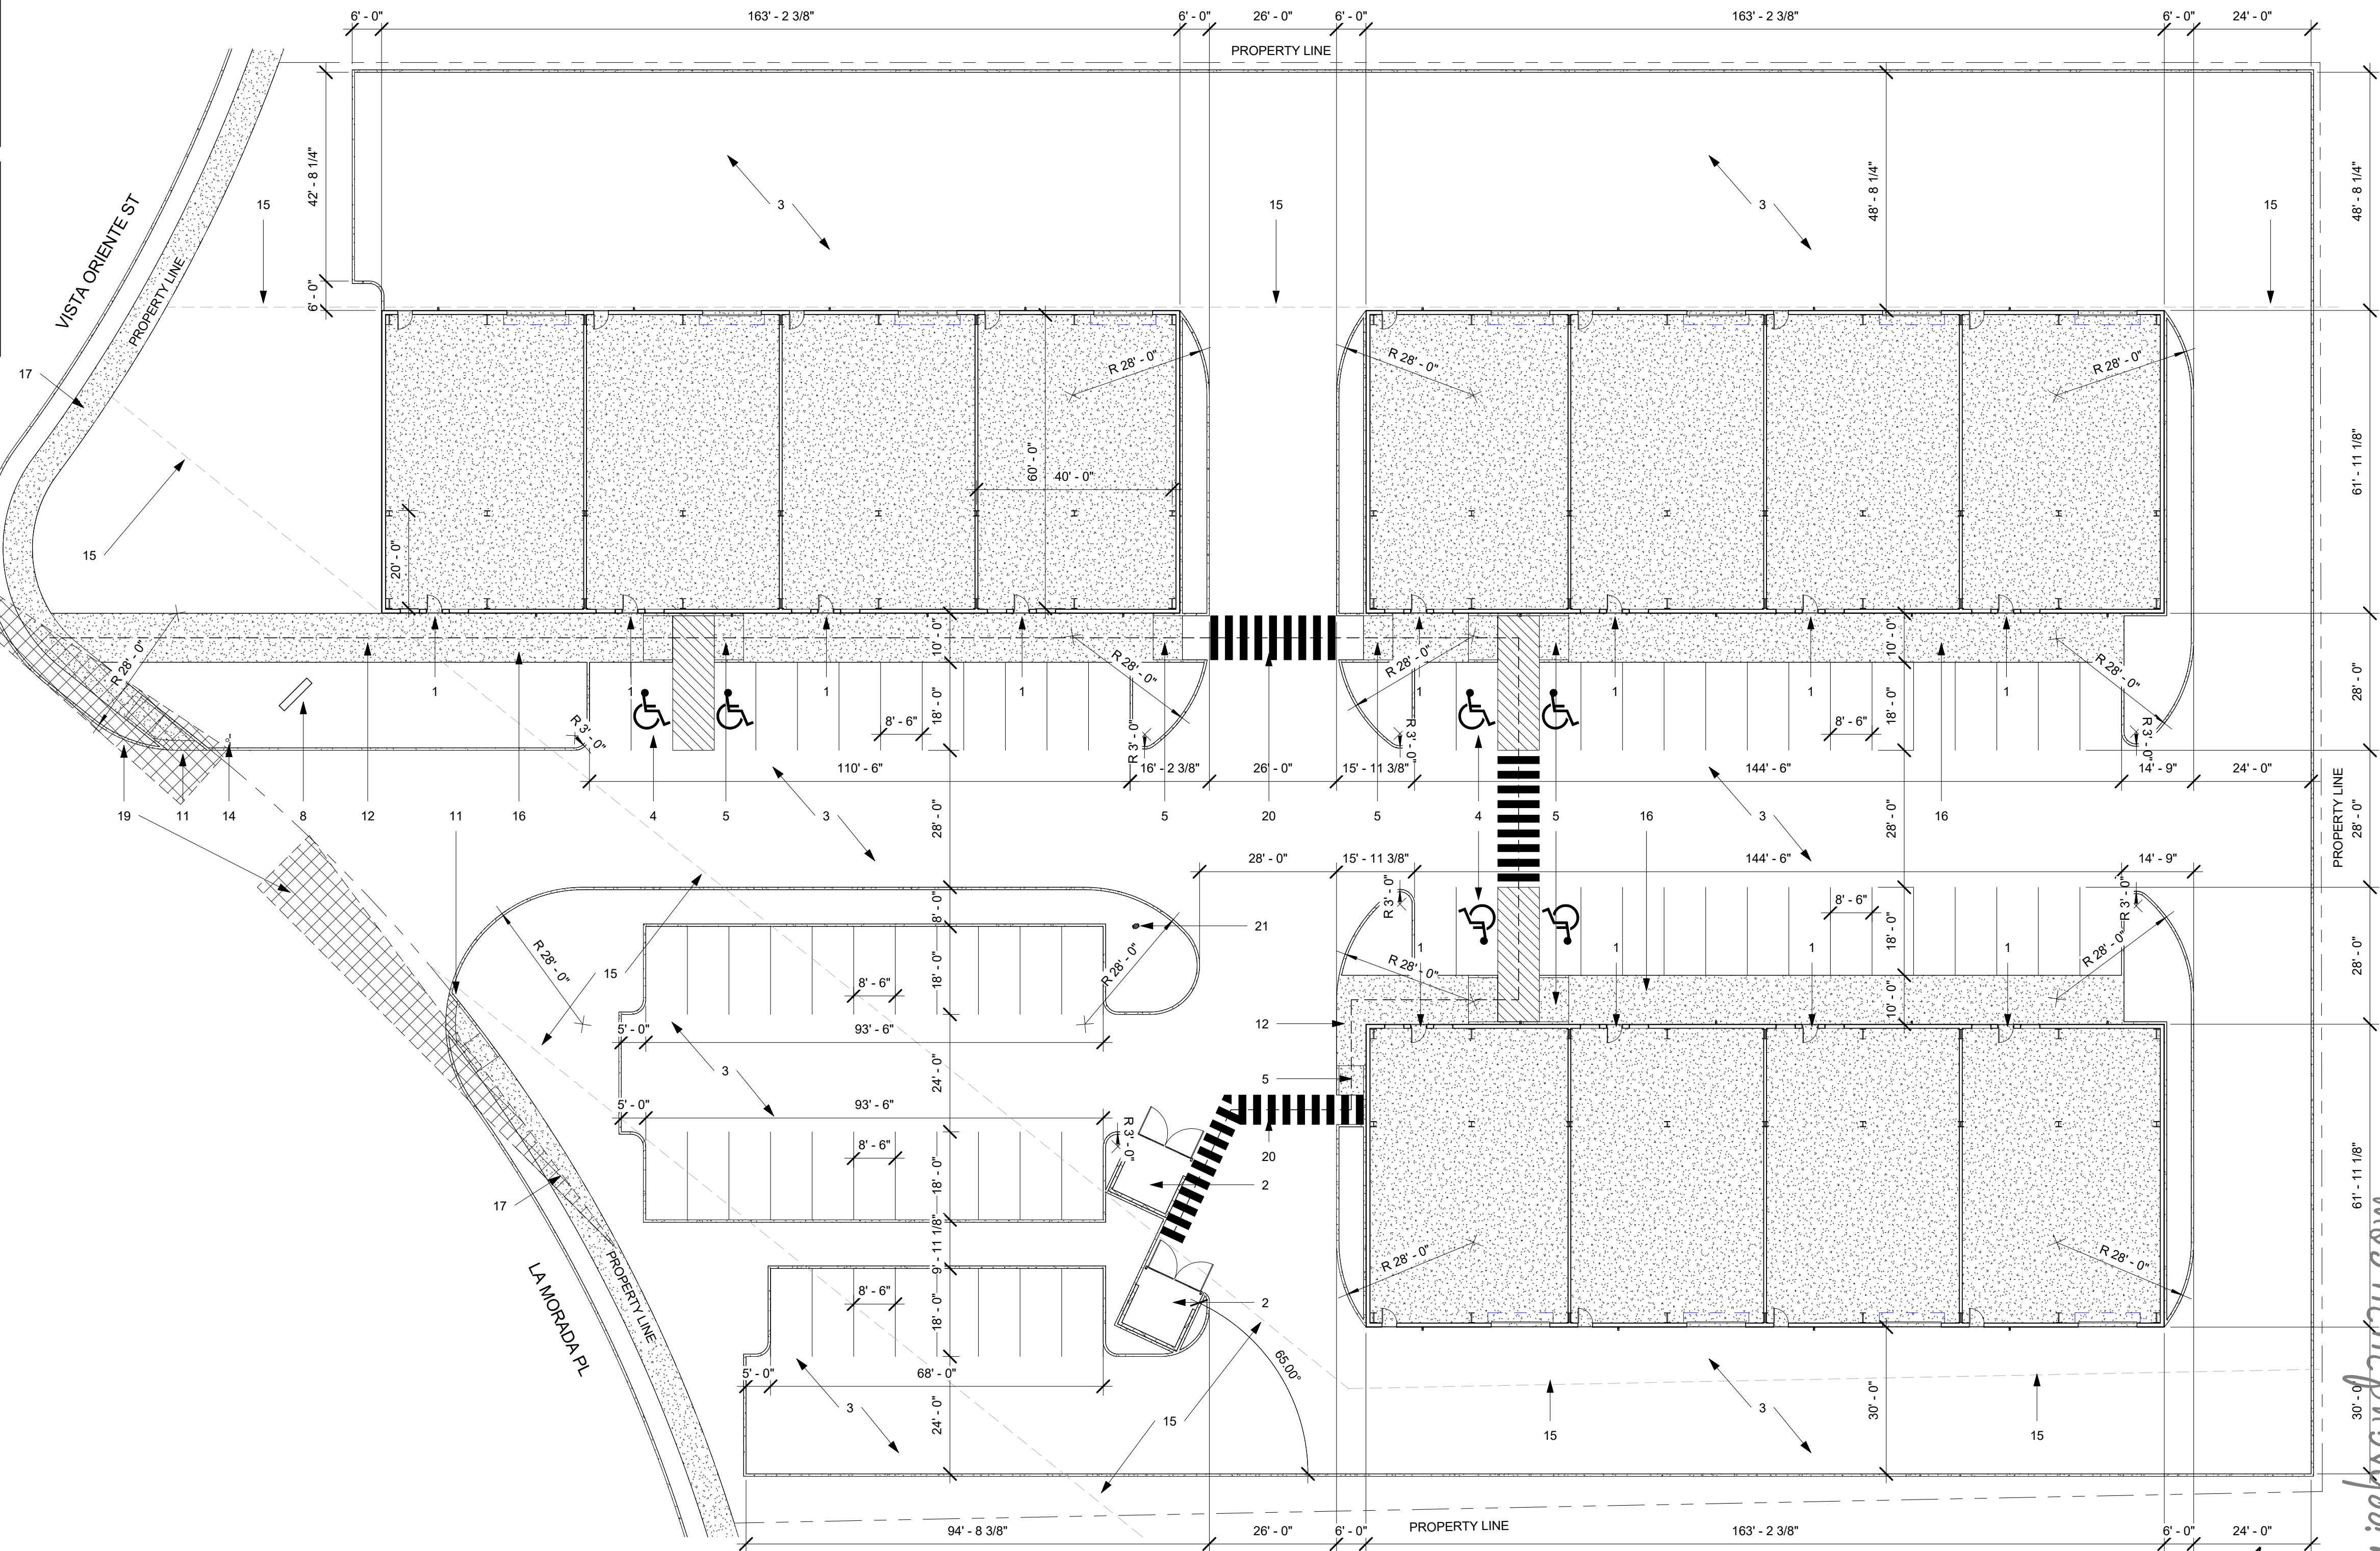 6' - 0" 163' - 2 3/8" 6' - 0" 26' - 0" 6' - 0" 163' - 2 3/8" 6' - 0" 24' - 0"
PROPERTY LINE
42' - 8 1/4" 48' - 8 1/4" 48' - 8 1/4"
15 3 15 3 15
VISTA ORIENTE ST
PROPERTY LINE
6' - 0"
R 28' - 0" R 28' - 0" R 28' - 0"
17
60' - 0" 40' - 0" 61' - 11 1/8"
15 20' - 0"
R 28' - 0" 10' - 0" R 28' - 0" R 28' - 0" 10' - 0" R 28' - 0"
1 1 1 1 1 1 1 1
R 3' - 0" 8' - 6" 18' - 0" R 3' - 0" R 3' - 0" 8' - 6" 18' - 0" R 3' - 0" 28' - 0"
110' - 6" 16' - 2 3/8" 26' - 0" 15' - 11 3/8" 144' - 6" 14' - 9" 24' - 0"
PROPERTY LINE
19 11 14 8 12 16 11 4 5 3 5 20 5 4 5 16 3 16
28' - 0" 28' - 0" 28' - 0"
28' - 0" 15' - 11 3/8" 144' - 6" 14' - 9"
8' - 0" R 3' - 0" 8' - 6" R 3' - 0"
21
R 28' - 0" 15 18' - 0" R 28' - 0" 1 R 28' - 0" 1 1 18' - 0" 1 R 28' - 0" 28' - 0"
8' - 6"
10' - 0"
12
5' - 0" 93' - 6"
3 24' - 0" 5
5' - 0" 93' - 6"
8' - 6" R 3' - 0" 20
18' - 0" 2
17 61' - 11 1/8"
9' - 11 1/8"
LA MORADA PL
PROPERTY LINE
R 28' - 0" R 28' - 0"
8' - 6" 18' - 0" 2
65.00°
5' - 0" 68' - 0"
3 24' - 0" 15 15 3 30' - 0" 15 30' - 0"
PROPERTY LINE
94' - 8 3/8" 26' - 0" 6' - 0" 163' - 2 3/8" 6' - 0" 24' - 0"